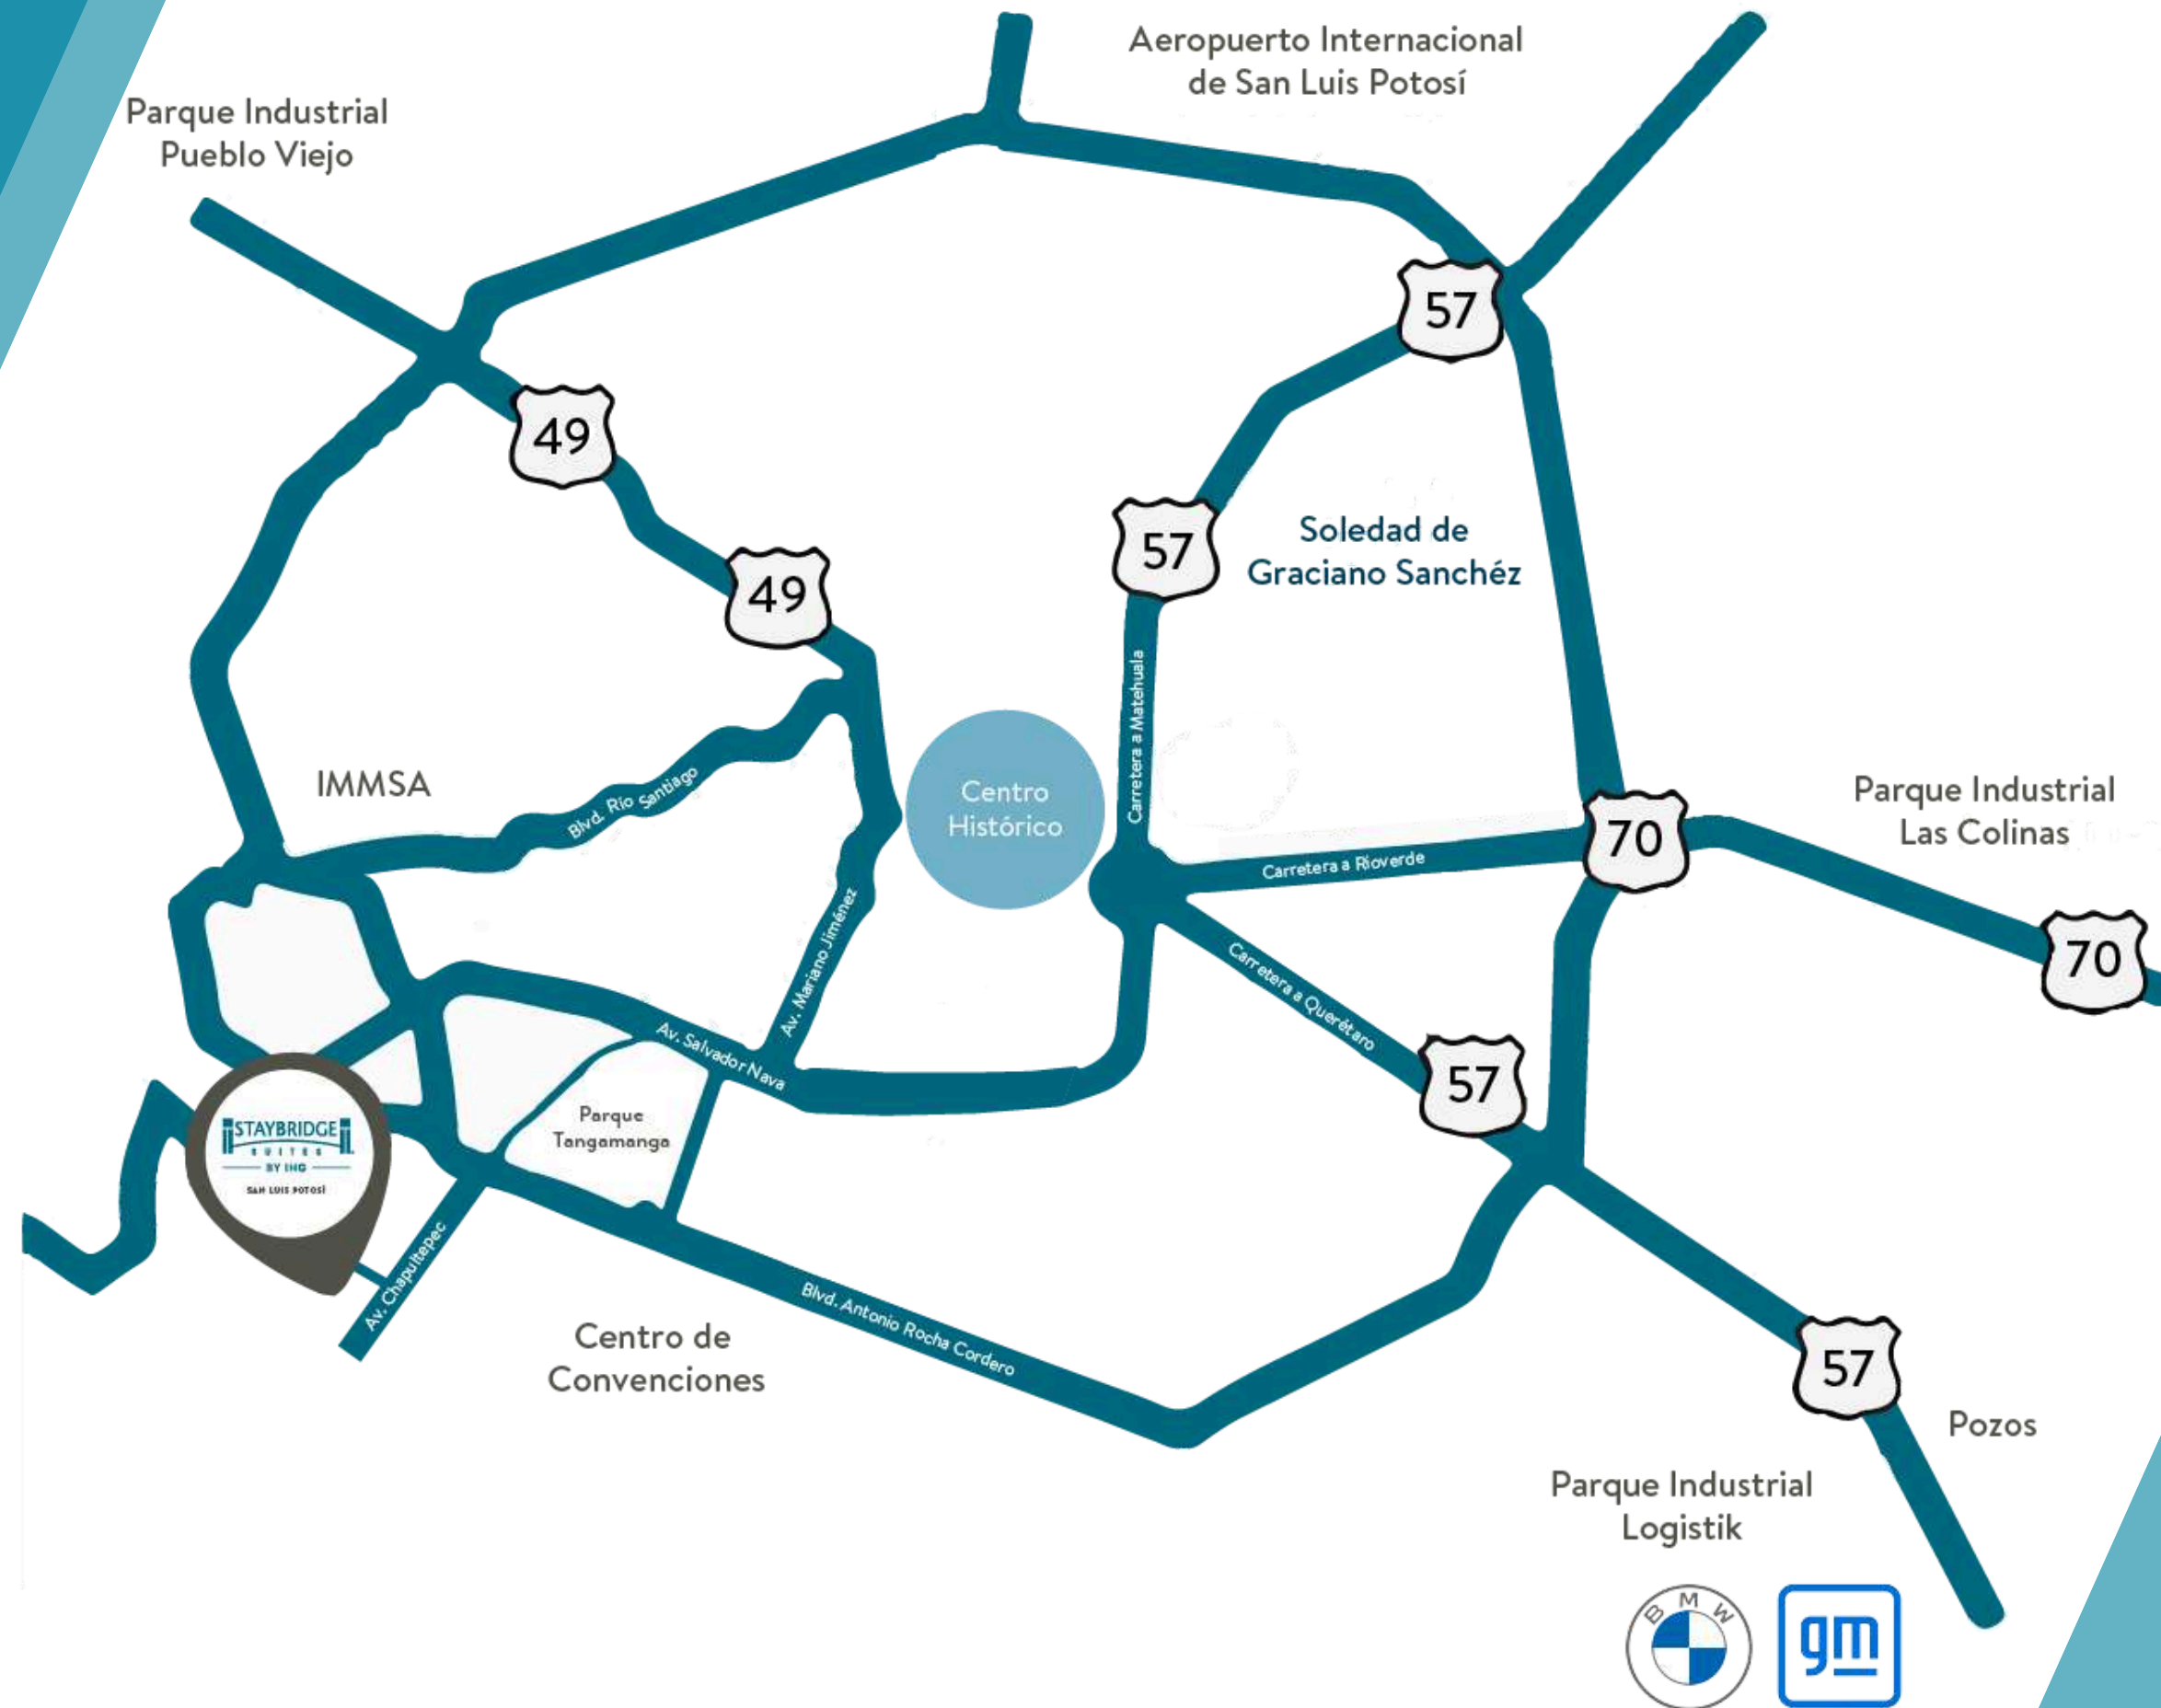 Aeropuerto Internacional
de San Luis Potosí
Parque Industrial
Pueblo Viejo
57
49
57
Soledad de
Graciano Sanchéz
49
Carretera a Matehuala
IMMSA
Blvd. Río Santiago
Centro
Histórico
Parque Industrial
Las Colinas
70
Carretera a Rioverde
70
Av. Mariano Jiménez
Carretera a Querétaro
Av. Salvador Nava
57
Parque
Tangamanga
STAYBRIDGE
SUITES
BY IHG
SAN LUIS POTOSÍ
Av. Chapultepec
Blvd. Antonio Rocha Cordero
Centro de
Convenciones
57
Pozos
Parque Industrial
Logistik
BMW
gm